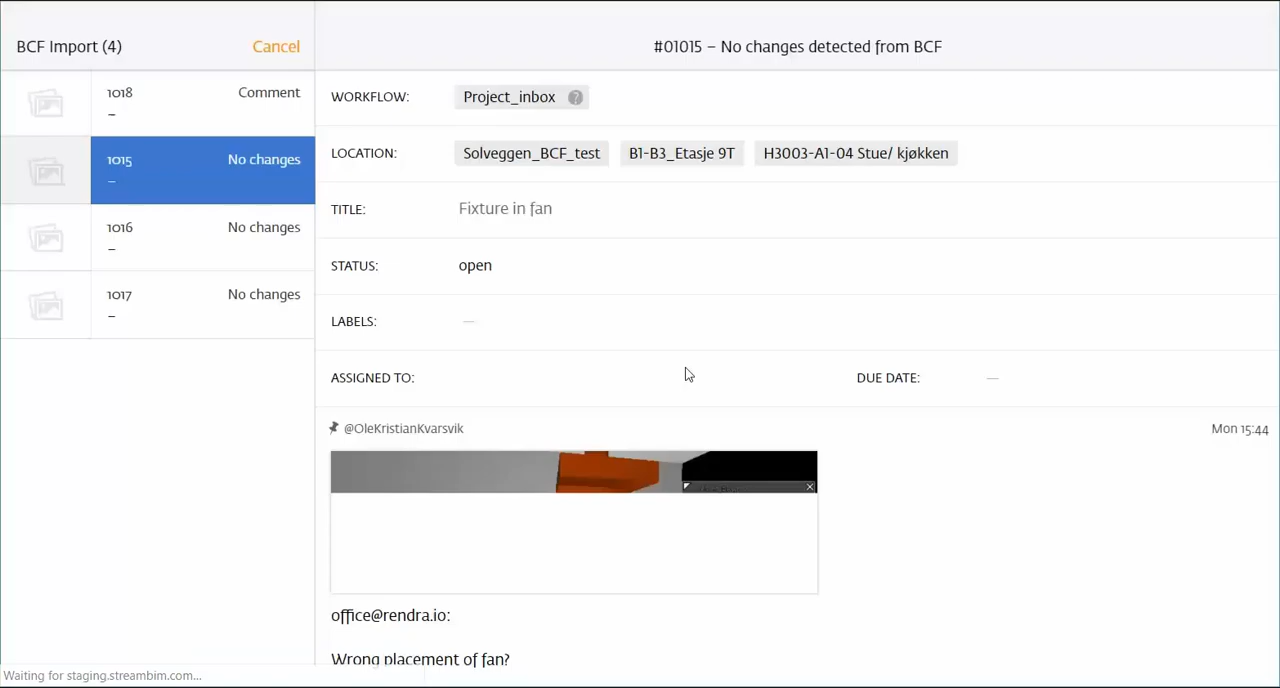 BCF Import (4)
Cancel
#01015 – No changes detected from BCF
1018
Comment
–
1015
No changes
–
1016
No changes
–
1017
No changes
–
WORKFLOW:
Project_inbox ?
LOCATION:
Solveggen_BCF_test
B1-B3_Etasje 9T
H3003-A1-04 Stue/ kjøkken
TITLE:
Fixture in fan
STATUS:
open
LABELS:
—
ASSIGNED TO:
DUE DATE:
—
@OleKristianKvarsvik
Mon 15:44
office@rendra.io:
Wrong placement of fan?
Waiting for staging.streambim.com...